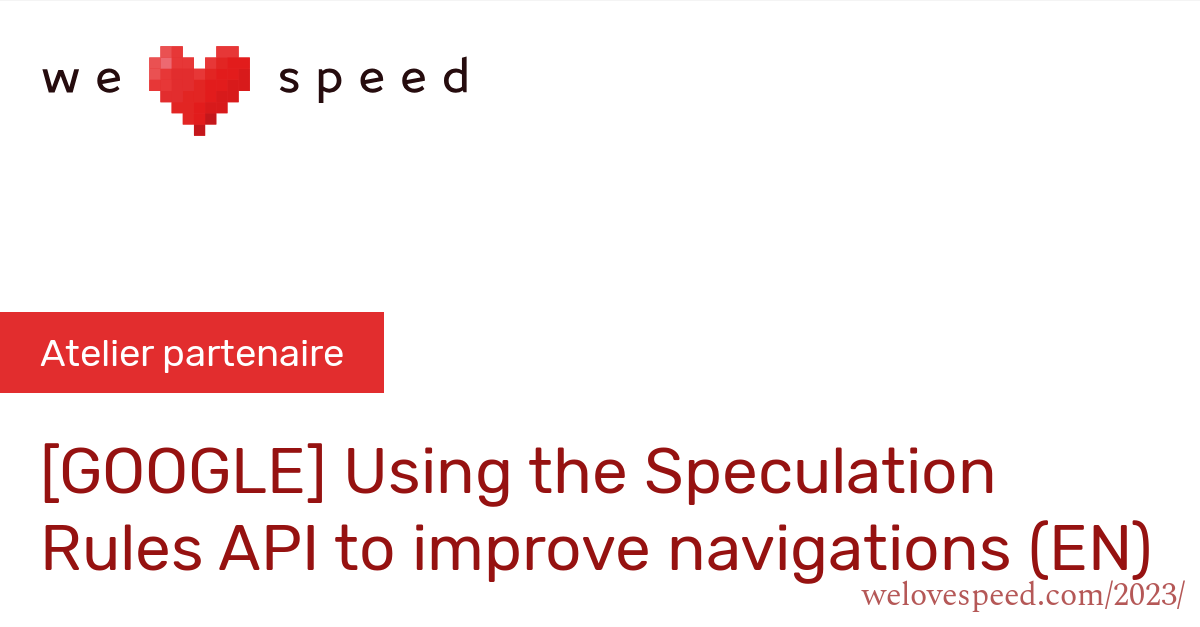 we speed
Atelier partenaire
[GOOGLE] Using the Speculation
Rules API to improve navigations (EN)
welovespeed.com/2023/